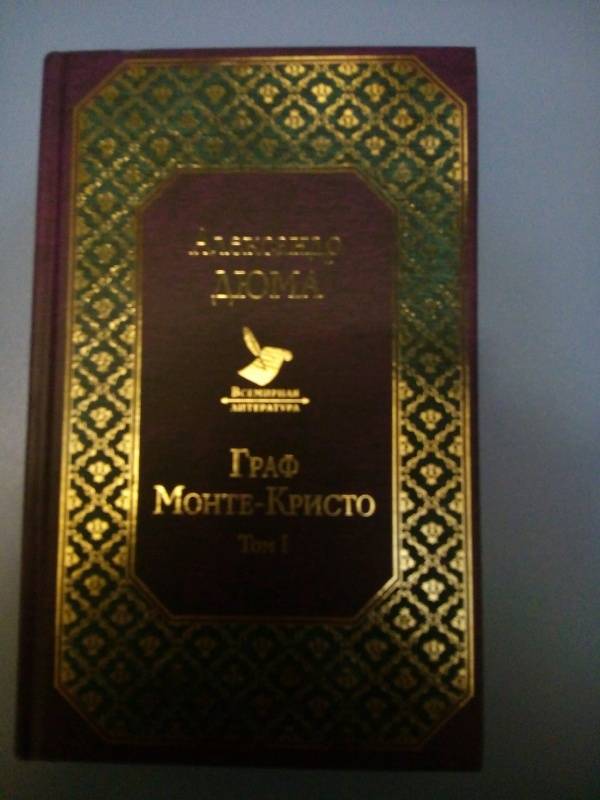 Александр
ДЮМА
Всемирная
литература
Граф
Монте-Кристо
Том I